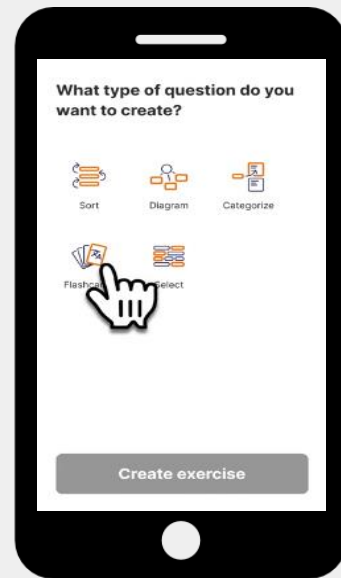 What type of question do you
want to create?
Sort Diagram Categorize
Select
Create exercise